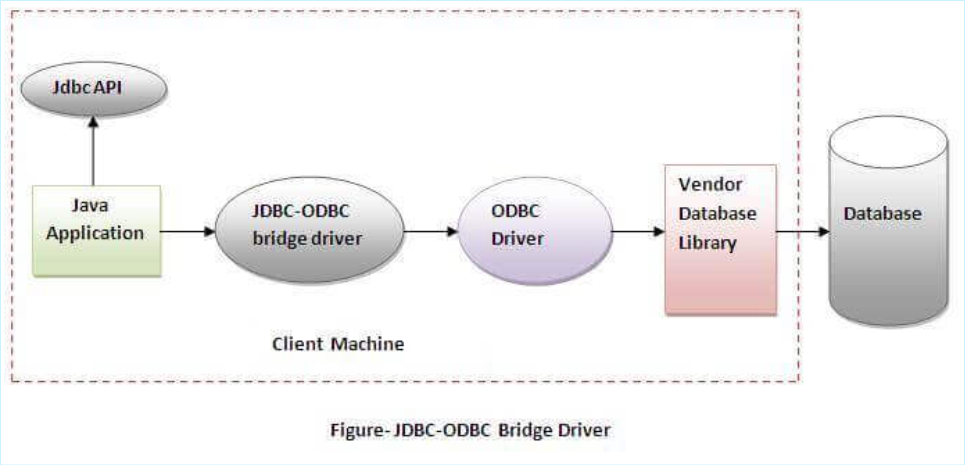 Jdbc API
Java
Application
JDBC-ODBC
bridge driver
ODBC
Driver
Vendor
Database
Library
Database
Client Machine
Figure- JDBC-ODBC Bridge Driver